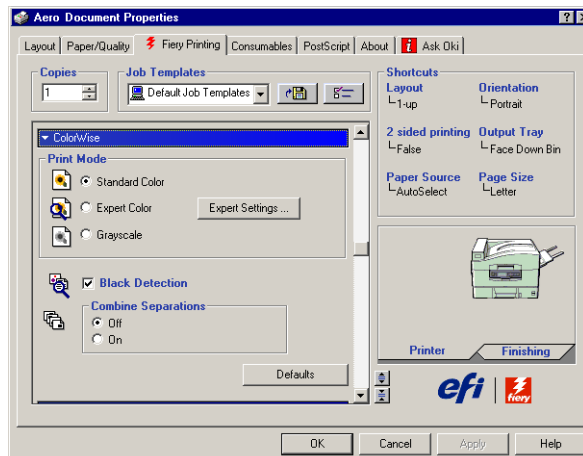 Aero Document Properties
Layout Paper/Quality Fiery Printing Consumables PostScript About Ask Oki
Copies
1
Job Templates
Default Job Templates
ColorWise
Print Mode
Standard Color
Expert Color
Expert Settings ...
Grayscale
Black Detection
Combine Separations
Off
On
Defaults
Shortcuts
Layout
1-up
Orientation
Portrait
2 sided printing
False
Output Tray
Face Down Bin
Paper Source
AutoSelect
Page Size
Letter
Printer Finishing
efi fiery
OK Cancel Apply Help